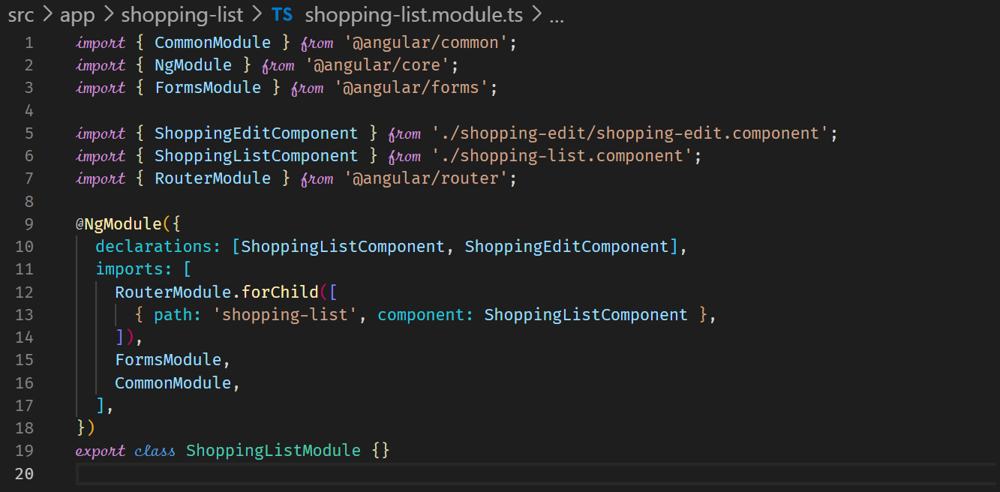 src > app > shopping-list > TS shopping-list.module.ts > ...
1 import { CommonModule } from '@angular/common';
2 import { NgModule } from '@angular/core';
3 import { FormsModule } from '@angular/forms';
4
5 import { ShoppingEditComponent } from './shopping-edit/shopping-edit.component';
6 import { ShoppingListComponent } from './shopping-list.component';
7 import { RouterModule } from '@angular/router';
8
9 @NgModule({
10   declarations: [ShoppingListComponent, ShoppingEditComponent],
11   imports: [
12     RouterModule.forChild([
13       { path: 'shopping-list', component: ShoppingListComponent },
14     ]),
15     FormsModule,
16     CommonModule,
17   ],
18 })
19 export class ShoppingListModule {}
20